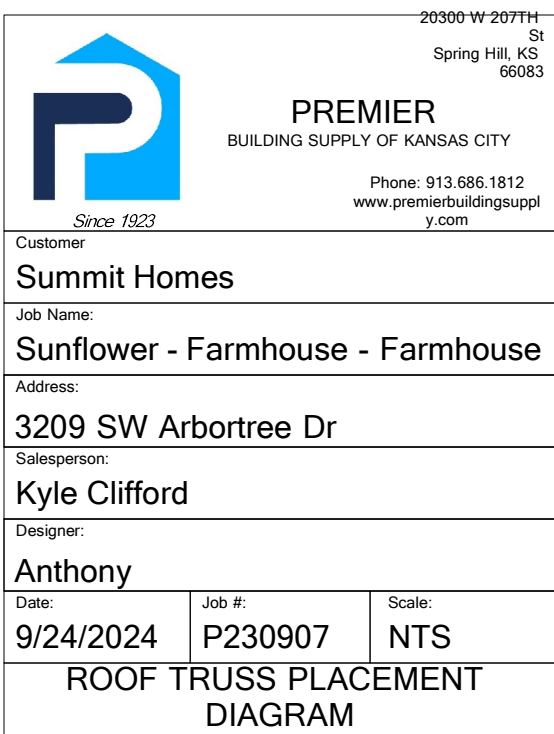 20300 W 207TH
St
Spring Hill, KS
66083
PREMIER
BUILDING SUPPLY OF KANSAS CITY
Phone: 913.686.1812
www.premierbuildingsuppl
y.com
Since 1923
Customer
Summit Homes
Job Name:
Sunflower - Farmhouse - Farmhouse
Address:
3209 SW Arbortree Dr
Salesperson:
Kyle Clifford
Designer:
Anthony
Date:
9/24/2024
Job #:
P230907
Scale:
NTS
ROOF TRUSS PLACEMENT
DIAGRAM